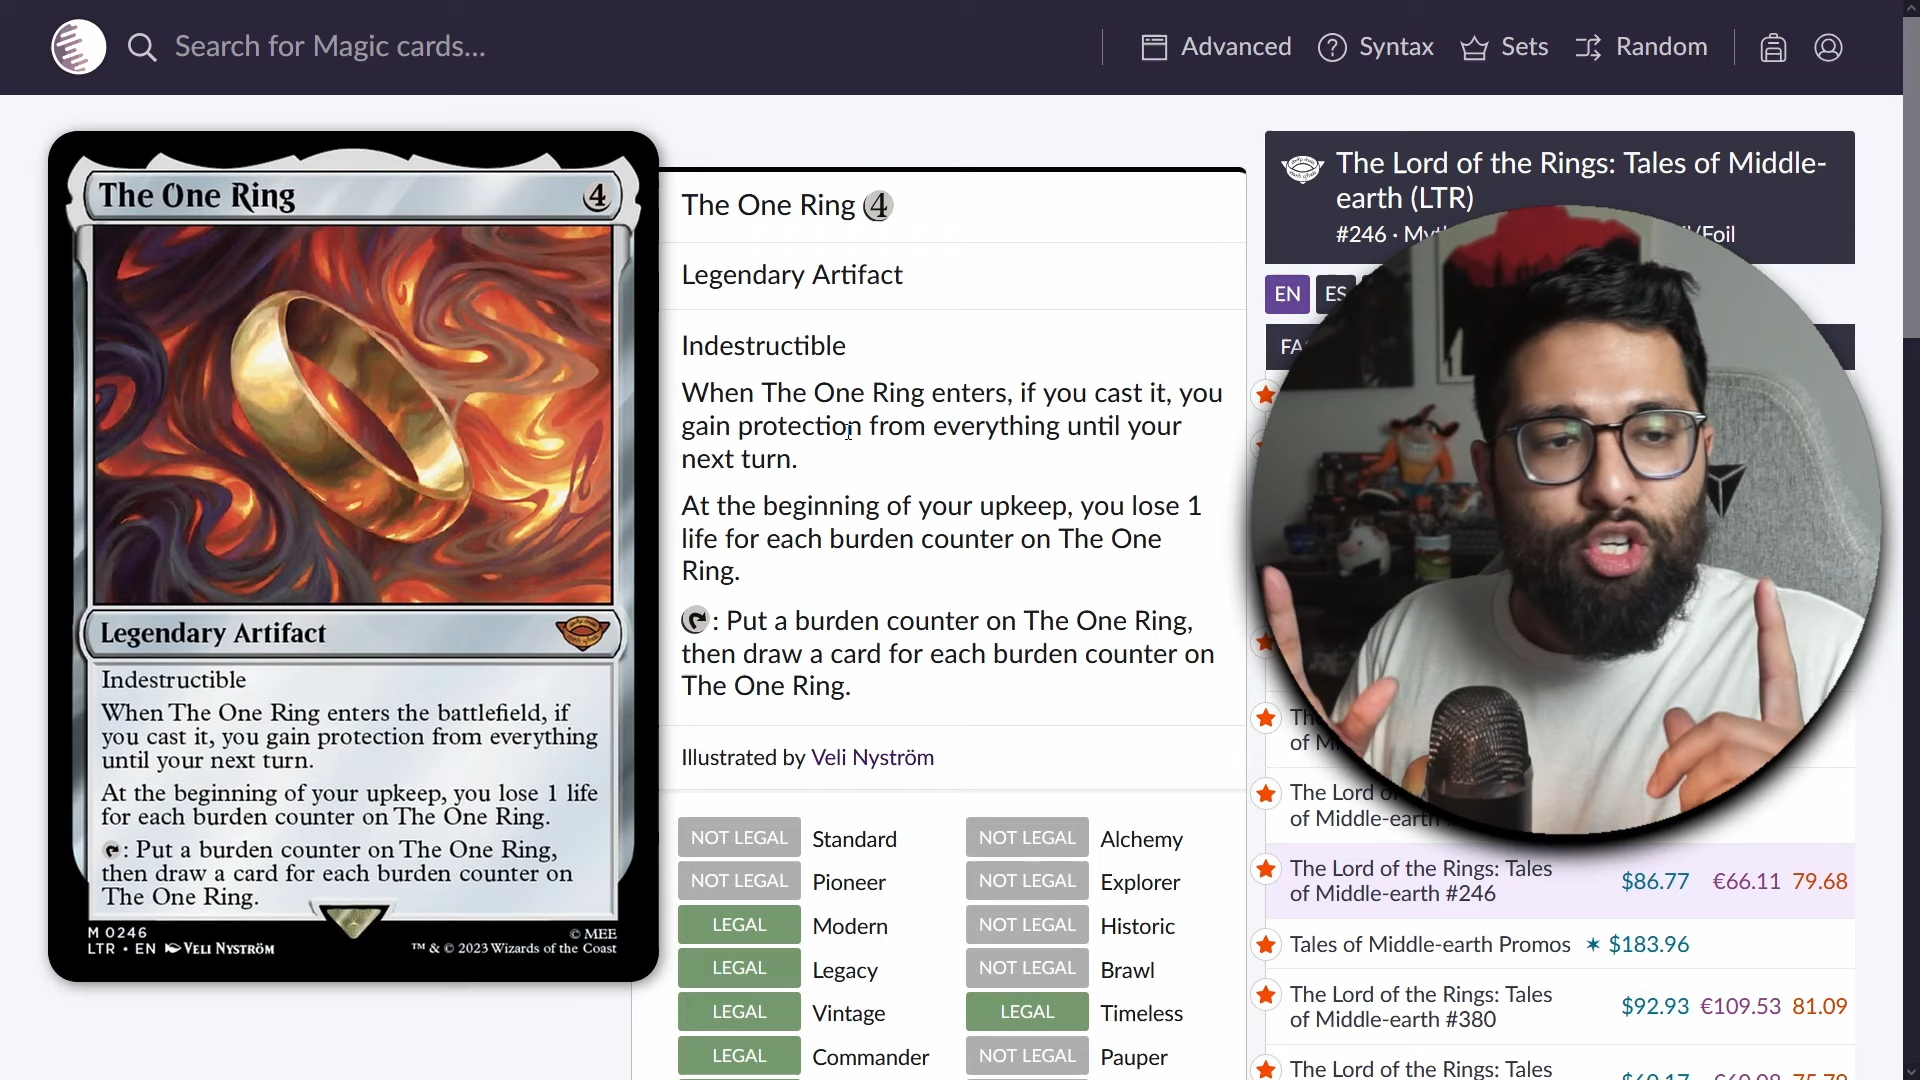 Search for Magic cards...
Advanced
Syntax
Sets
Random
The One Ring 4
Legendary Artifact
Indestructible
When The One Ring enters the battlefield, if
you cast it, you gain protection from everything
until your next turn.
At the beginning of your upkeep, you lose 1 life
for each burden counter on The One Ring.
: Put a burden counter on The One Ring,
then draw a card for each burden counter on
The One Ring.
M 0246
LTR • EN VELI NYSTRÖM
© MEE
™ & © 2023 Wizards of the Coast
The One Ring 4
Legendary Artifact
Indestructible
When The One Ring enters, if you cast it, you
gain protection from everything until your
next turn.
At the beginning of your upkeep, you lose 1
life for each burden counter on The One
Ring.
: Put a burden counter on The One Ring,
then draw a card for each burden counter on
The One Ring.
Illustrated by Veli Nyström
NOT LEGAL Standard NOT LEGAL Alchemy
NOT LEGAL Pioneer NOT LEGAL Explorer
LEGAL Modern NOT LEGAL Historic
LEGAL Legacy NOT LEGAL Brawl
LEGAL Vintage LEGAL Timeless
LEGAL Commander NOT LEGAL Pauper
The Lord of the Rings: Tales of Middle-
earth (LTR)
#246 · /Foil
EN ES
The Lord
of Middle-earth
The Lord of the Rings: Tales
of Middle-earth #246 $86.77 €66.11 79.68
Tales of Middle-earth Promos $183.96
The Lord of the Rings: Tales
of Middle-earth #380 $92.93 €109.53 81.09
The Lord of the Rings: Tales